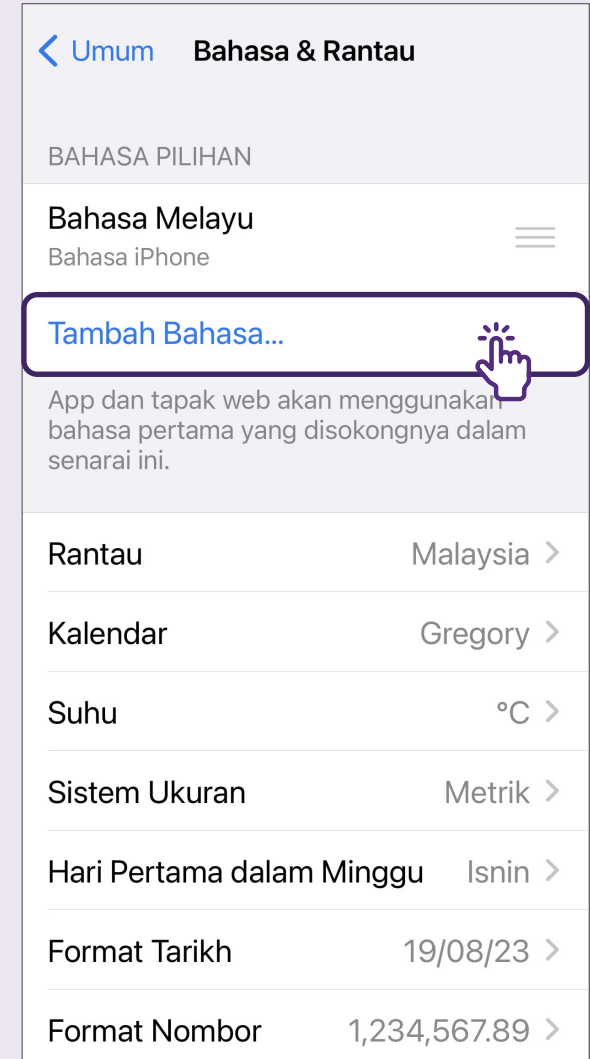 Umum Bahasa & Rantau
BAHASA PILIHAN
Bahasa Melayu
Bahasa iPhone
Tambah Bahasa...
App dan tapak web akan menggunakan
bahasa pertama yang disokongnya dalam
senarai ini.
Rantau Malaysia
Kalendar Gregory
Suhu °C
Sistem Ukuran Metrik
Hari Pertama dalam Minggu Isnin
Format Tarikh 19/08/23
Format Nombor 1,234,567.89